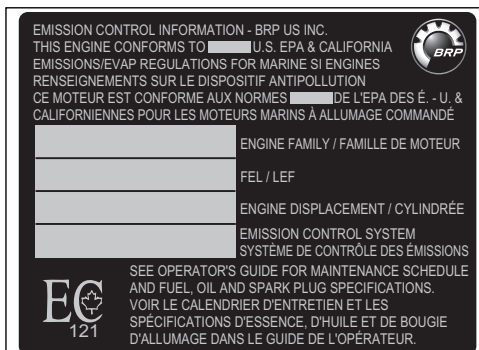 EMISSION CONTROL INFORMATION - BRP US INC.
THIS ENGINE CONFORMS TO U.S. EPA & CALIFORNIA
EMISSIONS/EVAP REGULATIONS FOR MARINE SI ENGINES
RENSEIGNEMENTS SUR LE DISPOSITIF ANTIPOLLUTION
CE MOTEUR EST CONFORME AUX NORMES DE L'EPA DES É. - U. &
CALIFORNIENNES POUR LES MOTEURS MARINS À ALLUMAGE COMMANDÉ
BRP
ENGINE FAMILY / FAMILLE DE MOTEUR
FEL / LEF
ENGINE DISPLACEMENT / CYLINDRÉE
EMISSION CONTROL SYSTEM
SYSTÈME DE CONTRÔLE DES ÉMISSIONS
EC
121
SEE OPERATOR'S GUIDE FOR MAINTENANCE SCHEDULE
AND FUEL, OIL AND SPARK PLUG SPECIFICATIONS.
VOIR LE CALENDRIER D'ENTRETIEN ET LES
SPÉCIFICATIONS D'ESSENCE, D'HUILE ET DE BOUGIE
D'ALLUMAGE DANS LE GUIDE DE L'OPÉRATEUR.